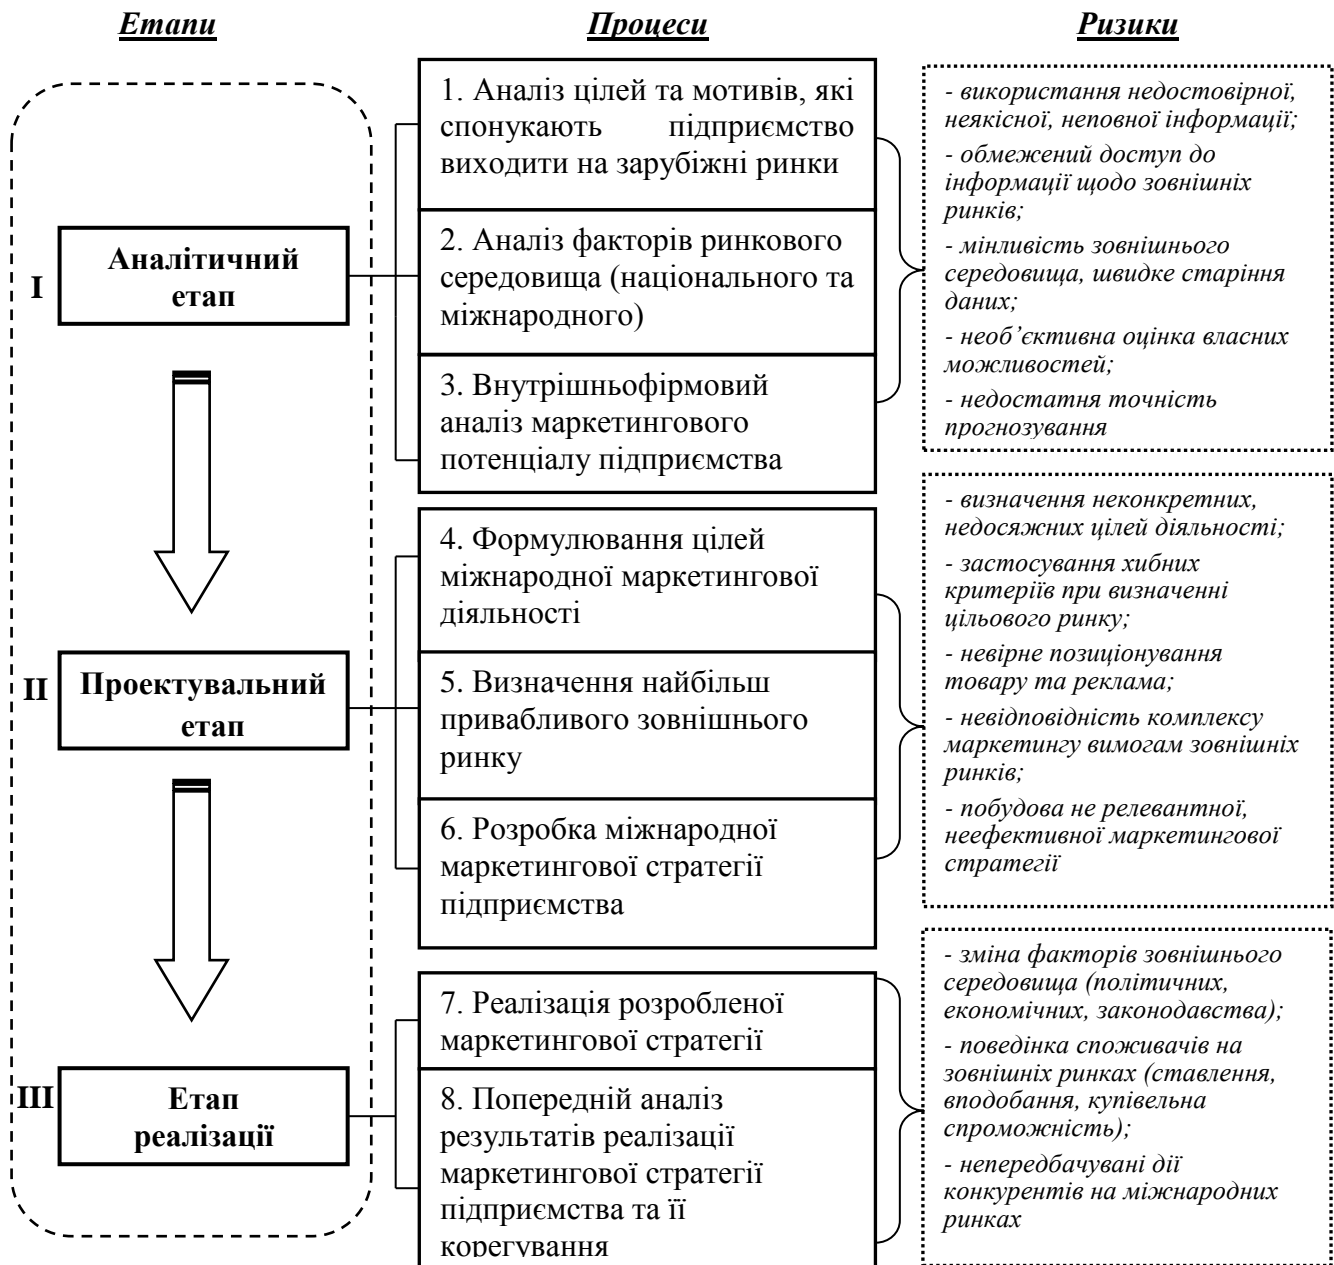 Етапи
Процеси
Ризики
I
Аналітичний
етап
1. Аналіз цілей та мотивів, які
спонукають підприємство
виходити на зарубіжні ринки
2. Аналіз факторів ринкового
середовища (національного та
міжнародного)
3. Внутрішньофірмовий
аналіз маркетингового
потенціалу підприємства
- використання недостовірної,
неякісної, неповної інформації;
- обмежений доступ до
інформації щодо зовнішніх
ринків;
- мінливість зовнішнього
середовища, швидке старіння
даних;
- необ’єктивна оцінка власних
можливостей;
- недостатня точність
прогнозування
II
Проектувальний
етап
4. Формулювання цілей
міжнародної маркетингової
діяльності
5. Визначення найбільш
привабливого зовнішнього
ринку
6. Розробка міжнародної
маркетингової стратегії
підприємства
- визначення неконкретних,
недосяжних цілей діяльності;
- застосування хибних
критеріїв при визначенні
цільового ринку;
- невірне позиціонування
товару та реклама;
- невідповідність комплексу
маркетингу вимогам зовнішніх
ринків;
- побудова не релевантної,
неефективної маркетингової
стратегії
III
Етап
реалізації
7. Реалізація розробленої
маркетингової стратегії
8. Попередній аналіз
результатів реалізації
маркетингової стратегії
підприємства та її
корегування
- зміна факторів зовнішнього
середовища (політичних,
економічних, законодавства);
- поведінка споживачів на
зовнішніх ринках (ставлення,
вподобання, купівельна
спроможність);
- непередбачувані дії
конкурентів на міжнародних
ринках